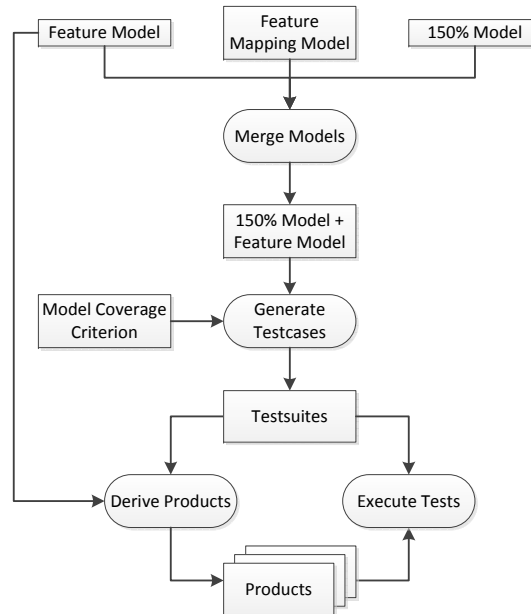 Feature Model
Feature
Mapping Model
150% Model
Merge Models
150% Model +
Feature Model
Model Coverage
Criterion
Generate
Testcases
Testsuites
Derive Products
Execute Tests
Products